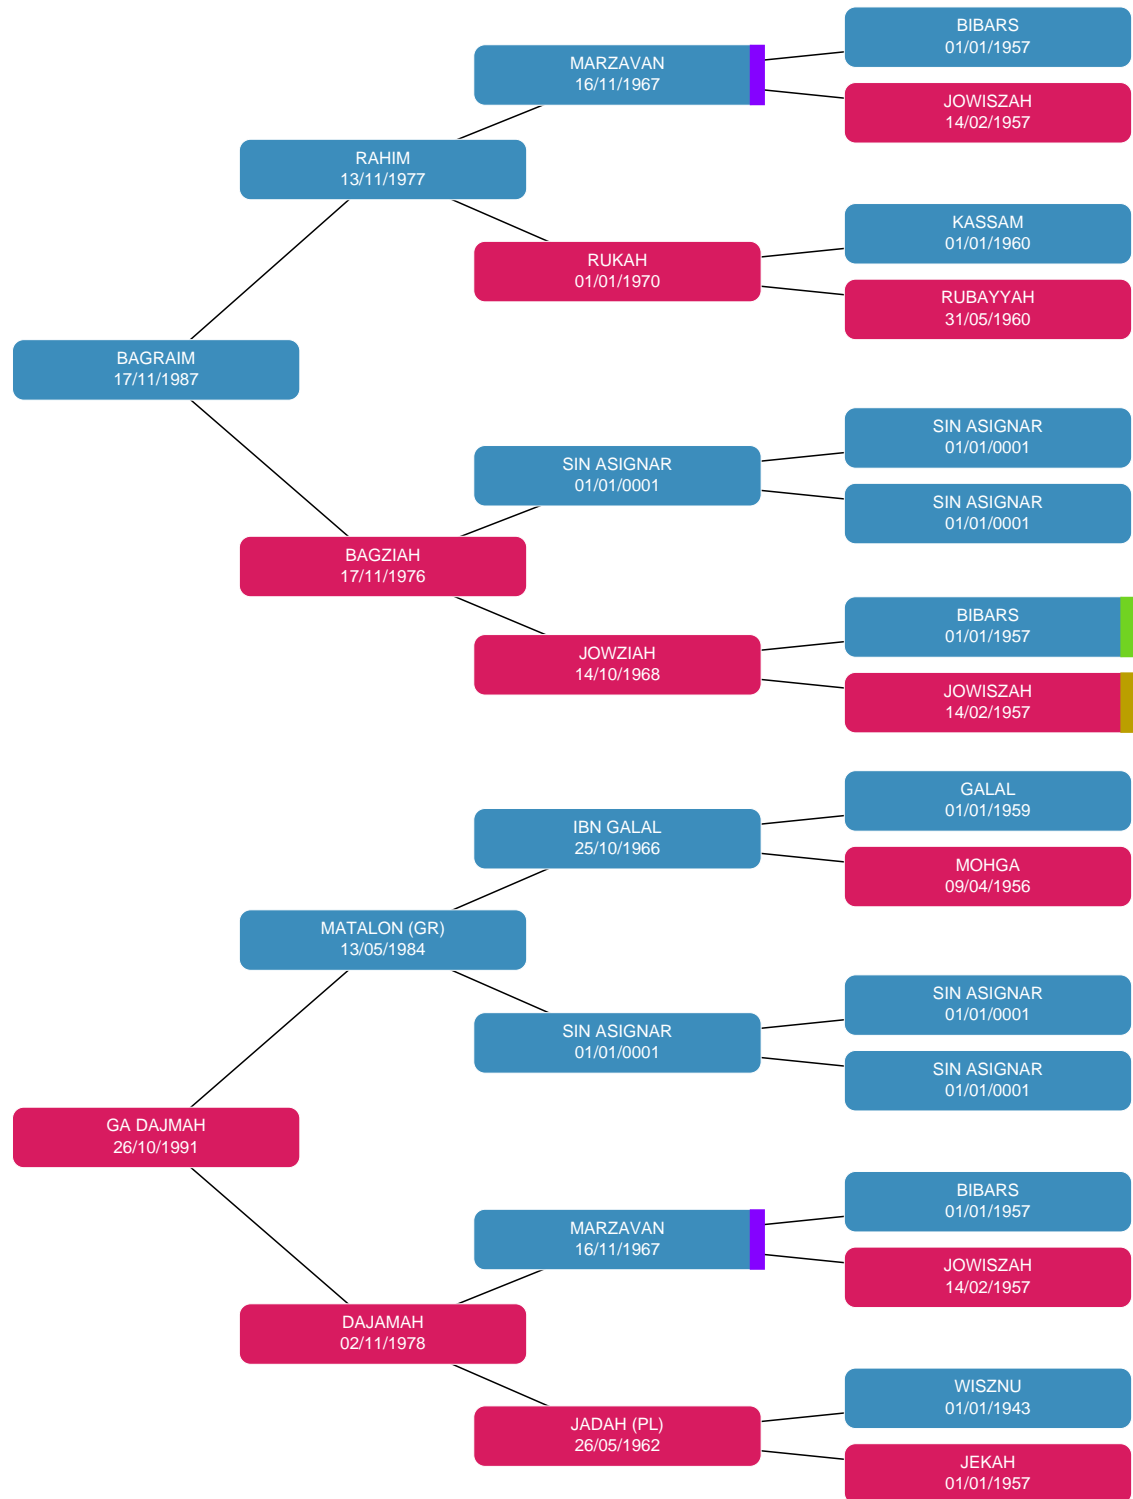 BIBARS
01/01/1957
MARZAVAN
16/11/1967
JOWISZAH
14/02/1957
RAHIM
13/11/1977
KASSAM
01/01/1960
RUKAH
01/01/1970
RUBAYYAH
31/05/1960
BAGRAIM
17/11/1987
SIN ASIGNAR
01/01/0001
SIN ASIGNAR
01/01/0001
SIN ASIGNAR
01/01/0001
BAGZIAH
17/11/1976
BIBARS
01/01/1957
JOWZIAH
14/10/1968
JOWISZAH
14/02/1957
GALAL
01/01/1959
IBN GALAL
25/10/1966
MOHGA
09/04/1956
MATALON (GR)
13/05/1984
SIN ASIGNAR
01/01/0001
SIN ASIGNAR
01/01/0001
SIN ASIGNAR
01/01/0001
GA DAJMAH
26/10/1991
BIBARS
01/01/1957
MARZAVAN
16/11/1967
JOWISZAH
14/02/1957
DAJAMAH
02/11/1978
WISZNU
01/01/1943
JADAH (PL)
26/05/1962
JEKAH
01/01/1957